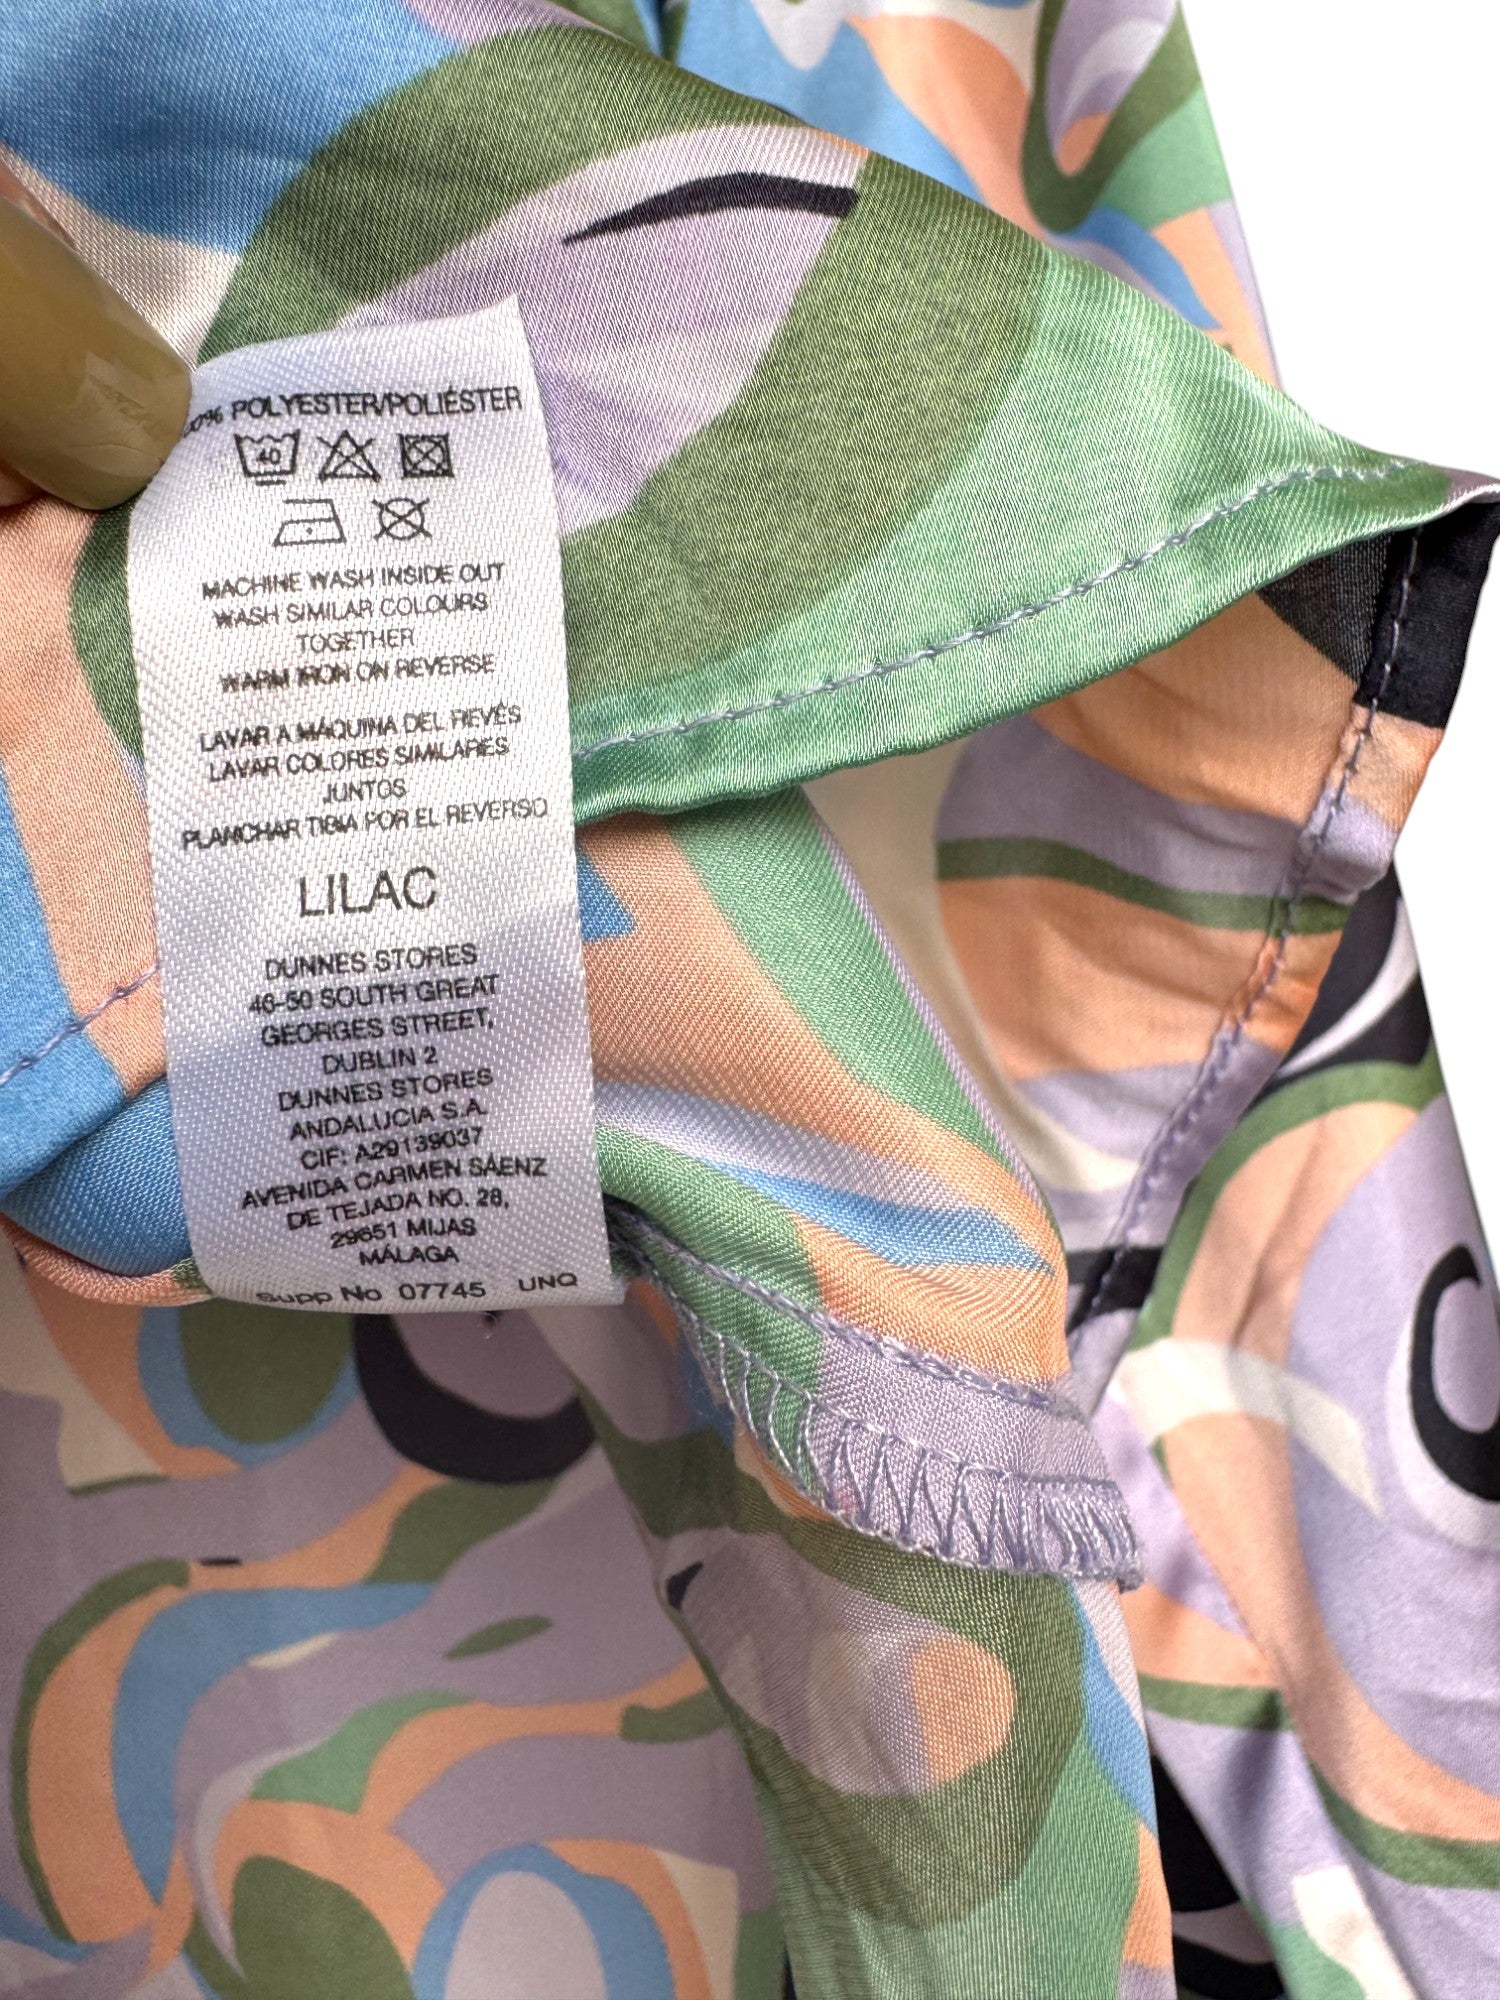 00% POLYESTER/POLIÉSTER
40
MACHINE WASH INSIDE OUT
WASH SIMILAR COLOURS
TOGETHER
WARM IRON ON REVERSE
LAVAR A MÁQUINA DEL REVÉS
LAVAR COLORES SIMILARES
JUNTOS
PLANCHAR TIBIA POR EL REVERSO
LILAC
DUNNES STORES
46-50 SOUTH GREAT
GEORGES STREET,
DUBLIN 2
DUNNES STORES
ANDALUCIA S.A.
CIF: A29139037
AVENIDA CARMEN SÁENZ
DE TEJADA NO. 28,
29651 MIJAS
MÁLAGA
Supp No 07745 UNQ